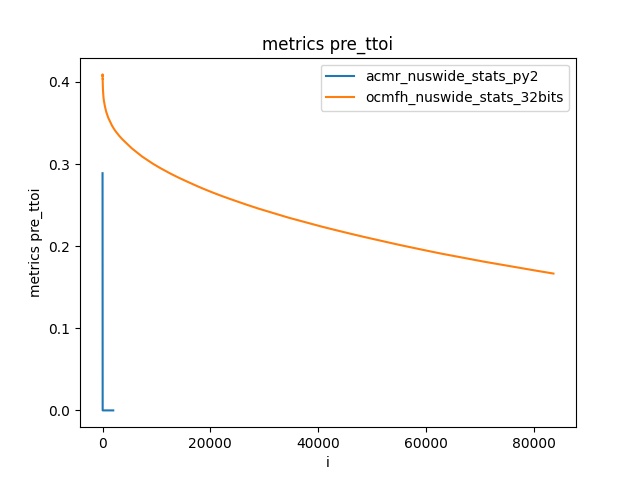 metrics pre_ttoi
acmr_nuswide_stats_py2
ocmfh_nuswide_stats_32bits
metrics pre_ttoi
0.4
0.3
0.2
0.1
0.0
0 20000 40000 60000 80000
i